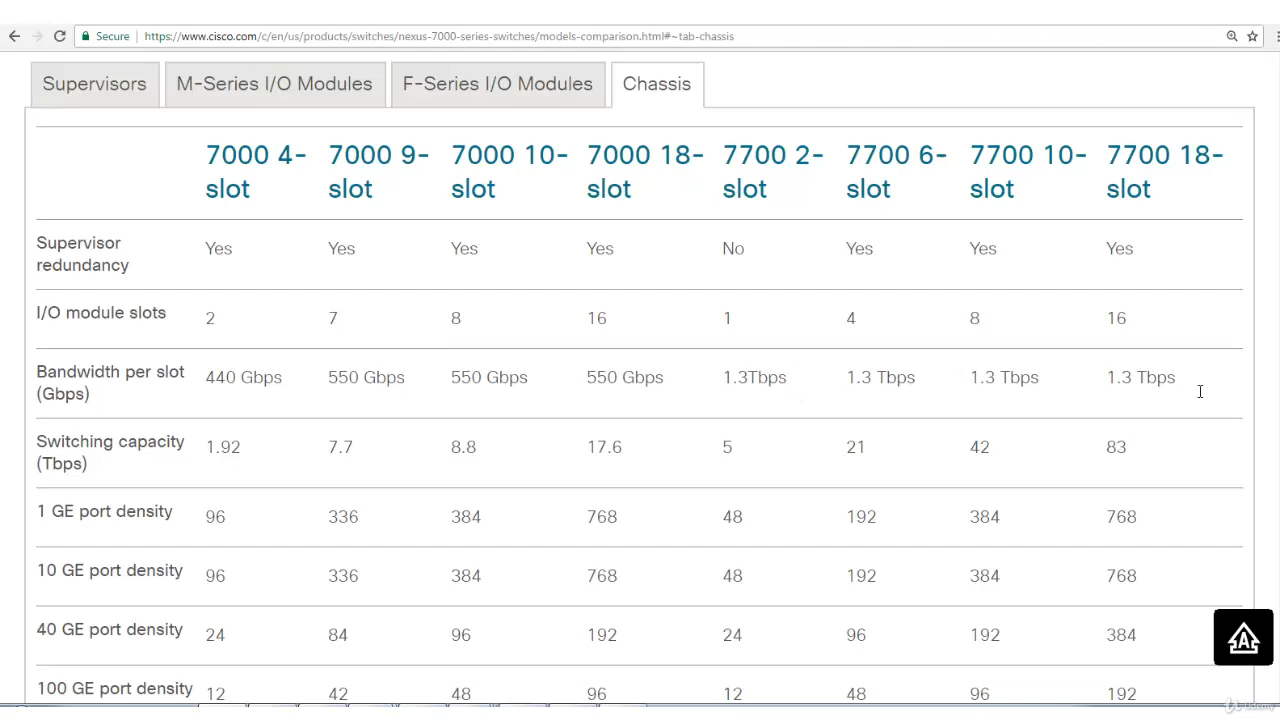 Secure https://www.cisco.com/c/en/us/products/switches/nexus-7000-series-switches/models-comparison.html#~tab-chassis
Supervisors M-Series I/O Modules F-Series I/O Modules Chassis
7000 4- 7000 9- 7000 10- 7000 18- 7700 2- 7700 6- 7700 10- 7700 18-
slot slot slot slot slot slot slot slot
Supervisor
redundancy Yes Yes Yes Yes No Yes Yes Yes
I/O module slots 2 7 8 16 1 4 8 16
Bandwidth per slot
(Gbps) 440 Gbps 550 Gbps 550 Gbps 550 Gbps 1.3Tbps 1.3 Tbps 1.3 Tbps 1.3 Tbps
Switching capacity
(Tbps) 1.92 7.7 8.8 17.6 5 21 42 83
1 GE port density 96 336 384 768 48 192 384 768
10 GE port density 96 336 384 768 48 192 384 768
40 GE port density 24 84 96 192 24 96 192 384
100 GE port density 12 42 48 96 12 48 96 192
A
Udemy